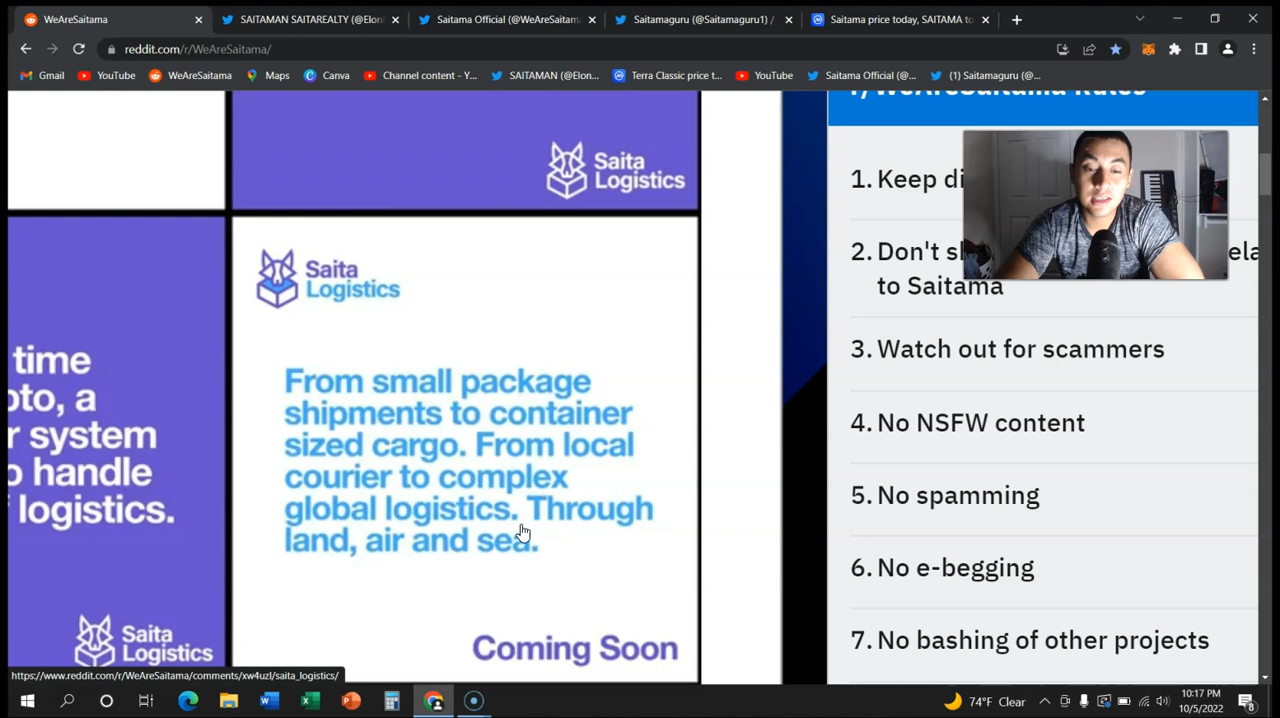 WeAreSaitama
SAITAMAN SAITAREALTY (@Elon
Saitama Official (@WeAreSaitam
Saitamaguru (@Saitamaguru1) /
Saitama price today, SAITAMA to
reddit.com/r/WeAreSaitama/
Gmail
YouTube
WeAreSaitama
Maps
Canva
Channel content - Y...
SAITAMAN (@Elon...
Terra Classic price t...
YouTube
Saitama Official (@...
(1) Saitamaguru (@...
Saita
Logistics
time
a
system
handle
logistics.
Saita
Logistics
Saita
Logistics
From small package
shipments to container
sized cargo. From local
courier to complex
global logistics. Through
land, air and sea.
Coming Soon
r/WeAreSaitama Rules
1. Keep di
2. Don't sh
to Saitama
3. Watch out for scammers
4. No NSFW content
5. No spamming
6. No e-begging
7. No bashing of other projects
https://www.reddit.com/r/WeAreSaitama/comments/xw4uzl/saita_logistics/
74°F Clear
10:17 PM
10/5/2022
8